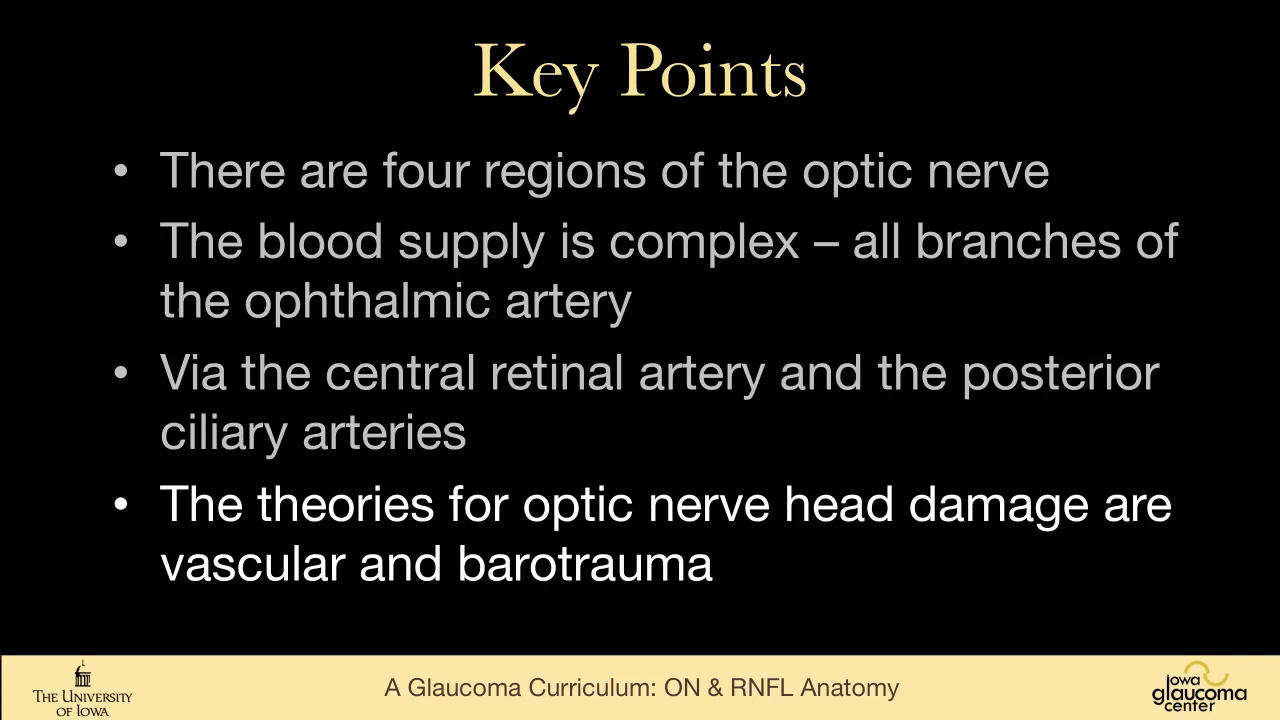 Key Points
• There are four regions of the optic nerve
• The blood supply is complex – all branches of
the ophthalmic artery
• Via the central retinal artery and the posterior
ciliary arteries
• The theories for optic nerve head damage are
vascular and barotrauma
THE UNIVERSITY
OF IOWA
A Glaucoma Curriculum: ON & RNFL Anatomy
Iowa
glaucoma
center